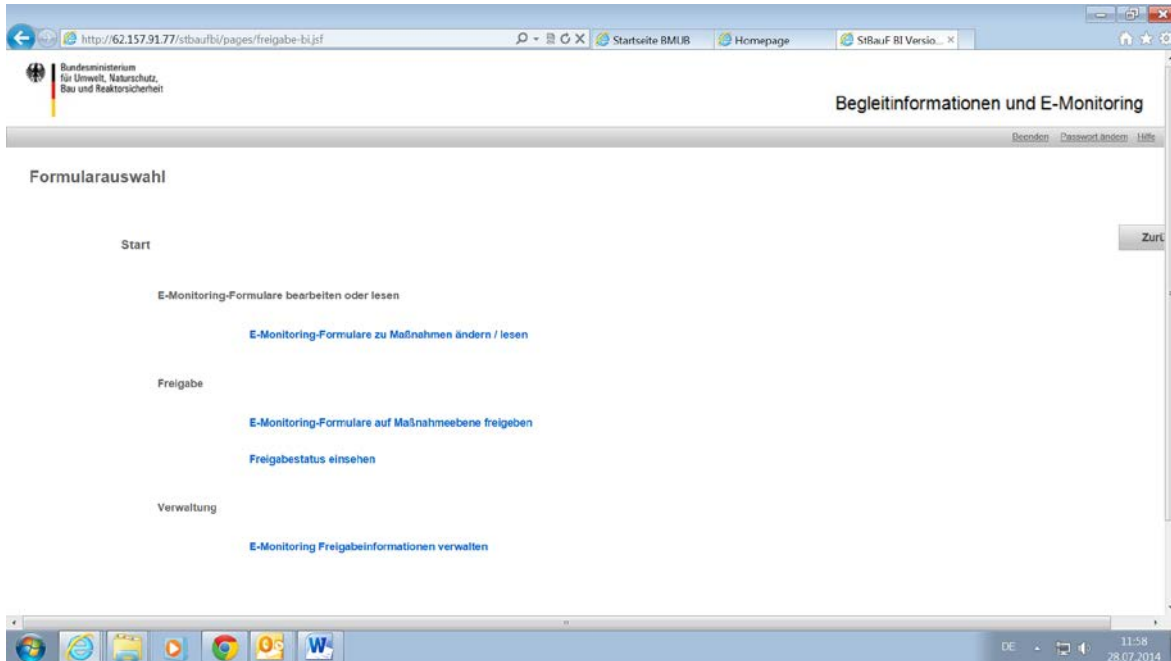 http://62.157.91.77/stbaufbi/pages/freigabe-bi.jsf
Startseite BMUB
Homepage
StBauF BI Versio...
Bundesministerium
für Umwelt, Naturschutz,
Bau und Reaktorsicherheit
Begleitinformationen und E-Monitoring
Beenden Passwort ändern Hilfe
Formularauswahl
Zurü
Start
E-Monitoring-Formulare bearbeiten oder lesen
E-Monitoring-Formulare zu Maßnahmen ändern / lesen
Freigabe
E-Monitoring-Formulare auf Maßnahmeebene freigeben
Freigabestatus einsehen
Verwaltung
E-Monitoring Freigabeinformationen verwalten
DE
11:58
28.07.2014